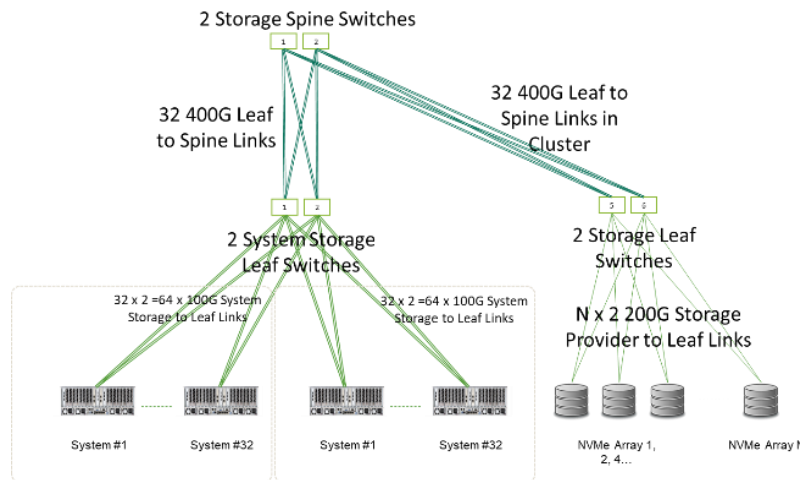 2 Storage Spine Switches
1
2
32 400G Leaf
to Spine Links
32 400G Leaf to
Spine Links in
Cluster
1
2
5
6
2 System Storage
Leaf Switches
2 Storage Leaf
Switches
32 x 2 =64 x 100G System
Storage to Leaf Links
32 x 2 =64 x 100G System
Storage to Leaf Links
N x 2 200G Storage
Provider to Leaf Links
System #1
System #32
System #1
System #32
NVMe Array 1,
2, 4...
NVMe Array N